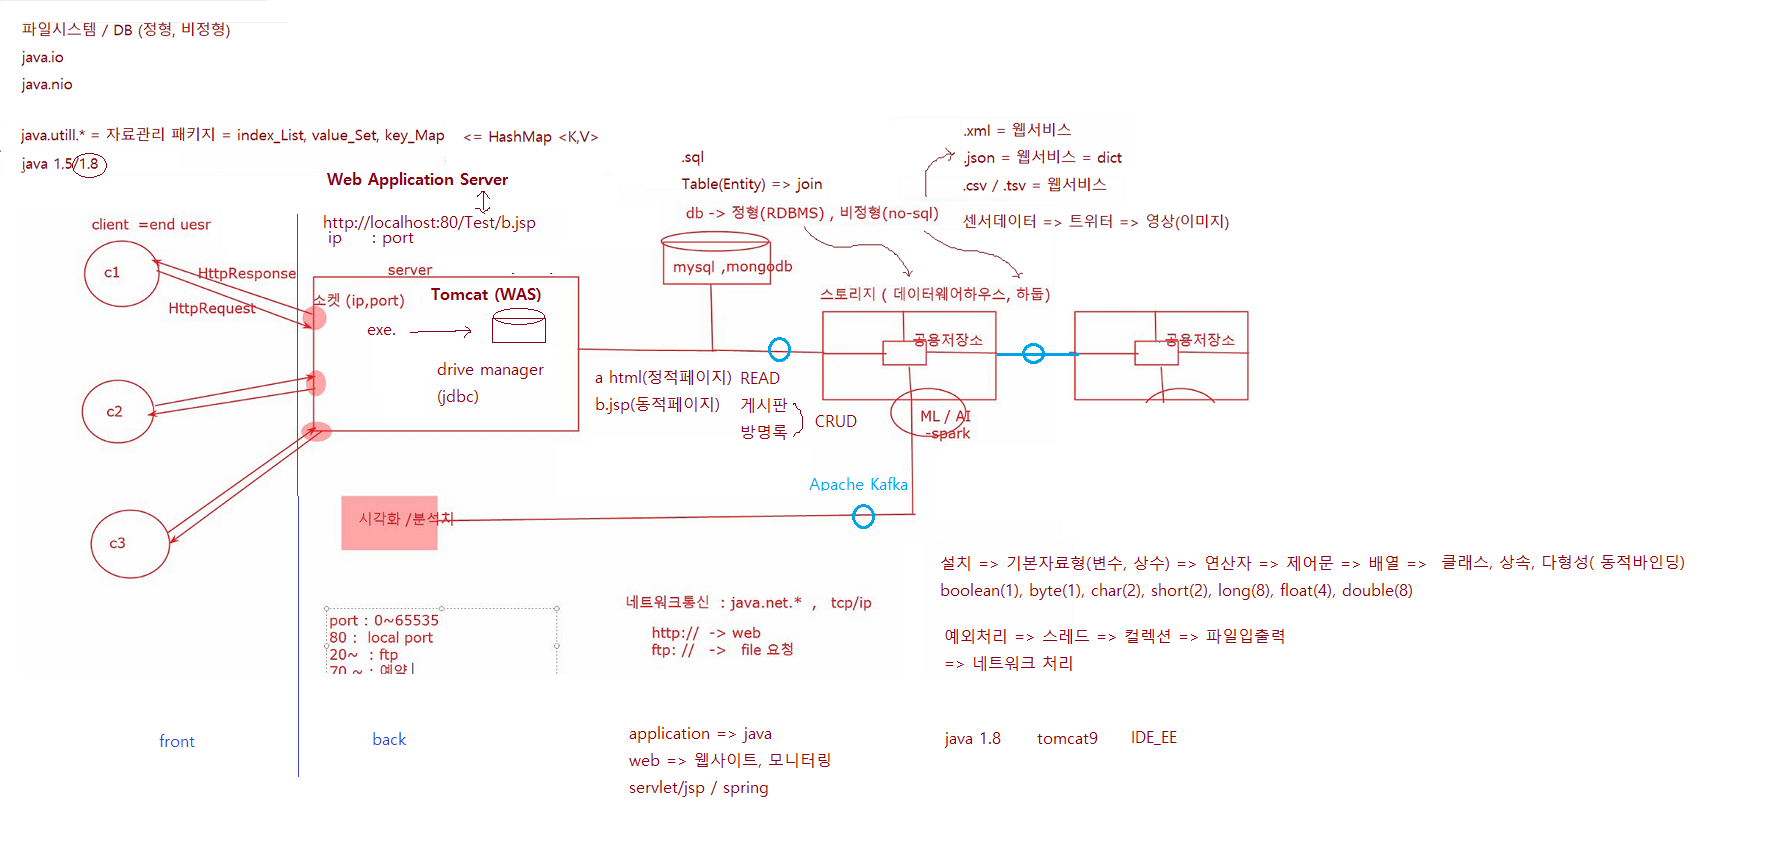 파일시스템 / DB (정형, 비정형)
java.io
java.nio
java.utill.* = 자료관리 패키지 = index_List, value_Set, key_Map <= HashMap <K,V>
java 1.5/1.8
Web Application Server
http://localhost:80/Test/b.jsp
ip : port
client =end uesr
c1
HttpResponse
HttpRequest
c2
c3
server
소켓 (ip,port)
Tomcat (WAS)
exe.
drive manager
(jdbc)
.sql
Table(Entity) => join
db -> 정형(RDBMS) , 비정형(no-sql)
mysql ,mongodb
.xml = 웹서비스
.json = 웹서비스 = dict
.csv / .tsv = 웹서비스
센서데이터 => 트위터 => 영상(이미지)
스토리지 ( 데이터웨어하우스, 하둡)
공용저장소
공용저장소
a html(정적페이지) READ
b.jsp(동적페이지) 게시판
방명록
CRUD
ML / AI
-spark
Apache Kafka
시각화 /분석치
설치 => 기본자료형(변수, 상수) => 연산자 => 제어문 => 배열 => 클래스, 상속, 다형성( 동적바인딩)
boolean(1), byte(1), char(2), short(2), long(8), float(4), double(8)
예외처리 => 스레드 => 컬렉션 => 파일입출력
=> 네트워크 처리
네트워크통신 : java.net.* , tcp/ip
http:// -> web
ftp: // -> file 요청
port : 0~65535
80 : local port
20~ : ftp
70 ~ : 예약
front
back
application => java
web => 웹사이트, 모니터링
servlet/jsp / spring
java 1.8 tomcat9 IDE_EE